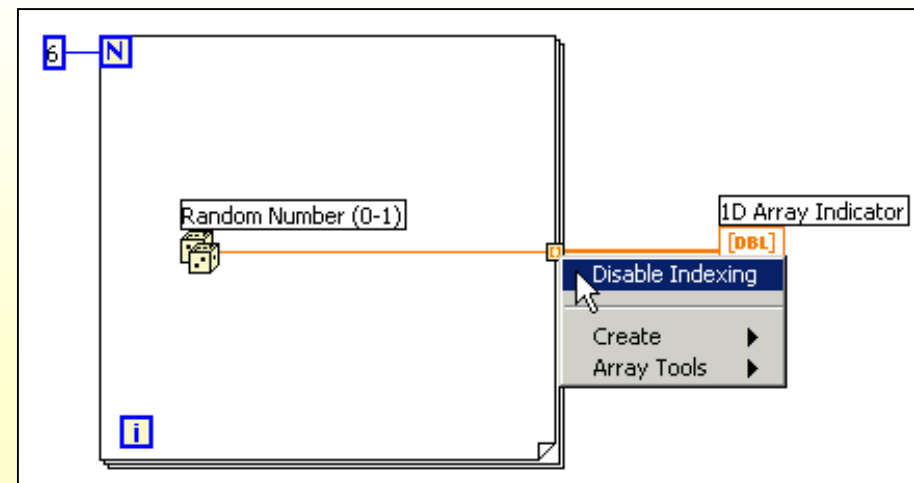 6
N
Random Number (0-1)
1D Array Indicator
[DBL]
Disable Indexing
Create
Array Tools
i